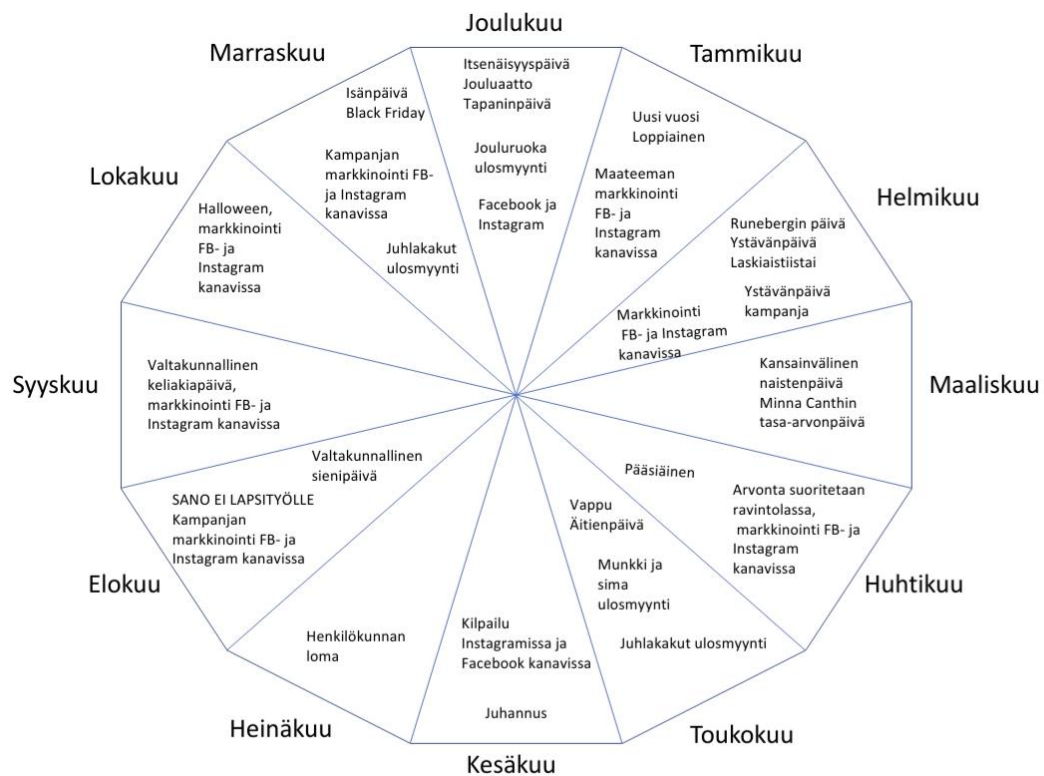 Joulukuu
Itsenäisyyspäivä
Jouluaatto
Tapaninpäivä
Jouluruoka
ulosmyynti
Facebook ja
Instagram
Tammikuu
Uusi vuosi
Loppiainen
Maateeman
markkinointi
FB- ja
Instagram
kanavissa
Helmikuu
Runebergin päivä
Ystävänpäivä
Laskiaistiistai
Ystävänpäivä
kampanja
Markkinointi
FB- ja Instagram
kanavissa
Maaliskuu
Kansainvälinen
naistenpäivä
Minna Canthin
tasa-arvonpäivä
Huhtikuu
Pääsiäinen
Arvonta suoritetaan
ravintolassa,
markkinointi FB- ja
Instagram
kanavissa
Toukokuu
Vappu
Äitienpäivä
Munkki ja
sima
ulosmyynti
Juhlakakut ulosmyynti
Kesäkuu
Kilpailu
Instagramissa ja
Facebook kanavissa
Juhannus
Heinäkuu
Henkilökunnan
loma
Elokuu
Valtakunnallinen
sienipäivä
SANO EI LAPSITYÖLLE
Kampanjan
markkinointi FB- ja
Instagram kanavissa
Syyskuu
Valtakunnallinen
keliakiapäivä,
markkinointi FB- ja
Instagram kanavissa
Lokakuu
Halloween,
markkinointi
FB- ja
Instagram
kanavissa
Marraskuu
Isänpäivä
Black Friday
Kampanjan
markkinointi FB-
ja Instagram
kanavissa
Juhlakakut
ulosmyynti